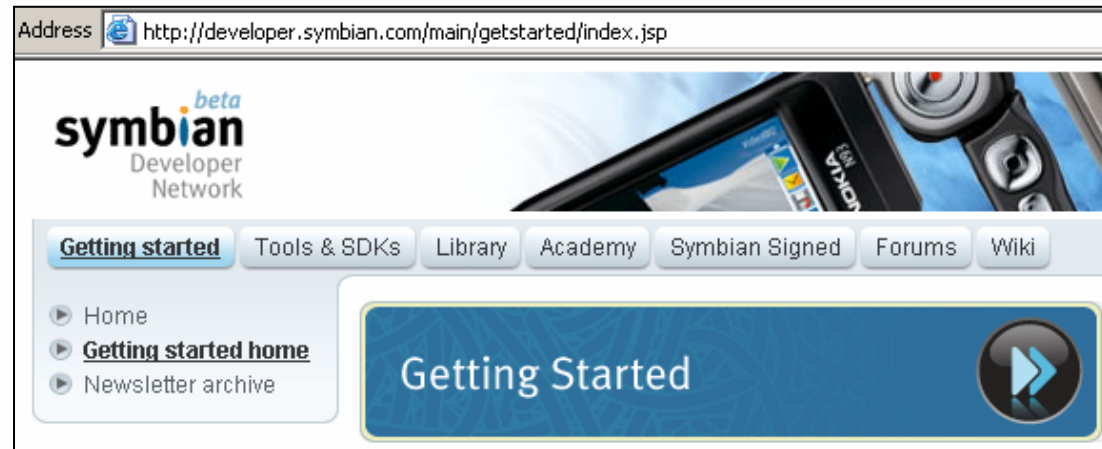 Address http://developer.symbian.com/main/getstarted/index.jsp
beta
symbian
Developer
Network
NOKIA N93
Getting started Tools & SDKs Library Academy Symbian Signed Forums Wiki
Home
Getting started home
Newsletter archive
Getting Started